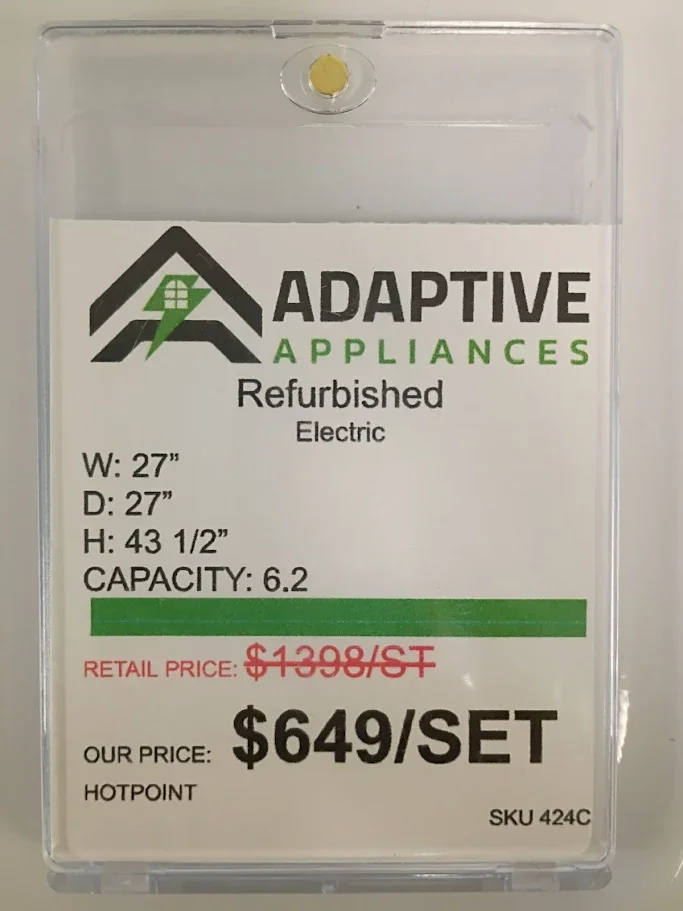 ADAPTIVE
APPLIANCES
Refurbished
Electric
W: 27”
D: 27”
H: 43 1/2”
CAPACITY: 6.2
RETAIL PRICE: $1398/ST
OUR PRICE: $649/SET
HOTPOINT
SKU 424C